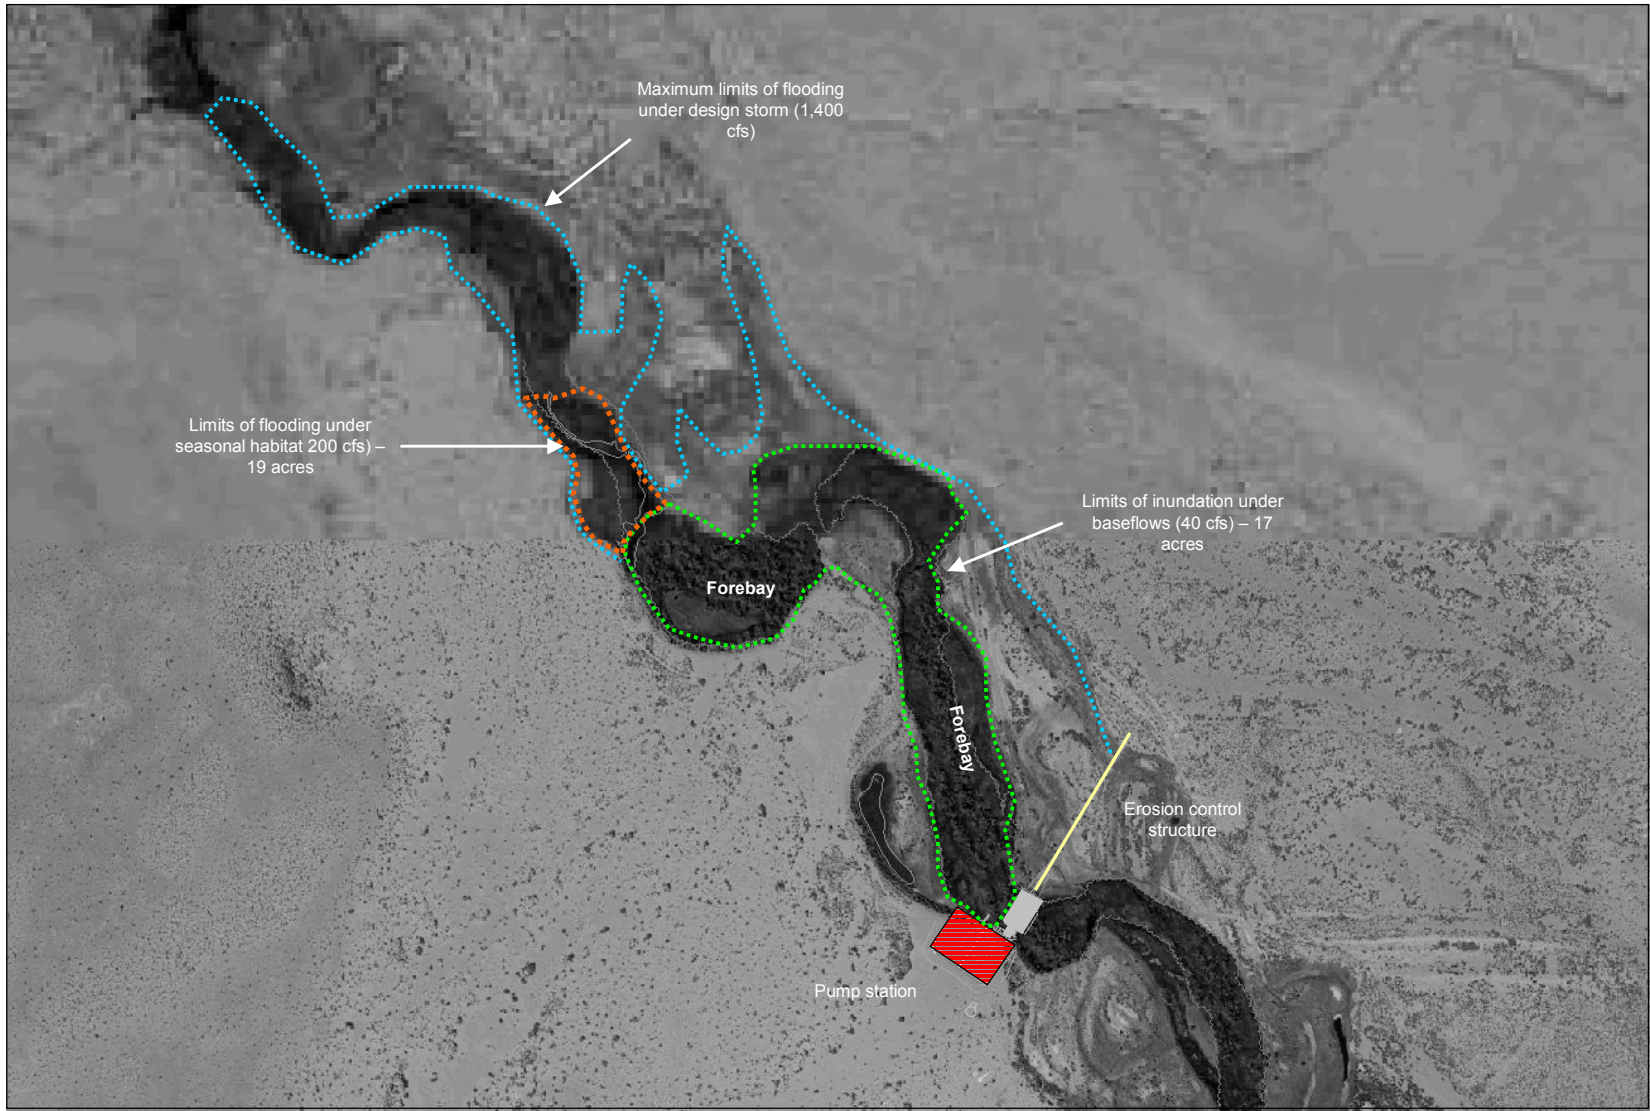 Maximum limits of flooding
under design storm (1,400
cfs)
Limits of flooding under
seasonal habitat 200 cfs) –
19 acres
Limits of inundation under
baseflows (40 cfs) – 17
acres
Forebay
Forebay
Erosion control
structure
Pump station